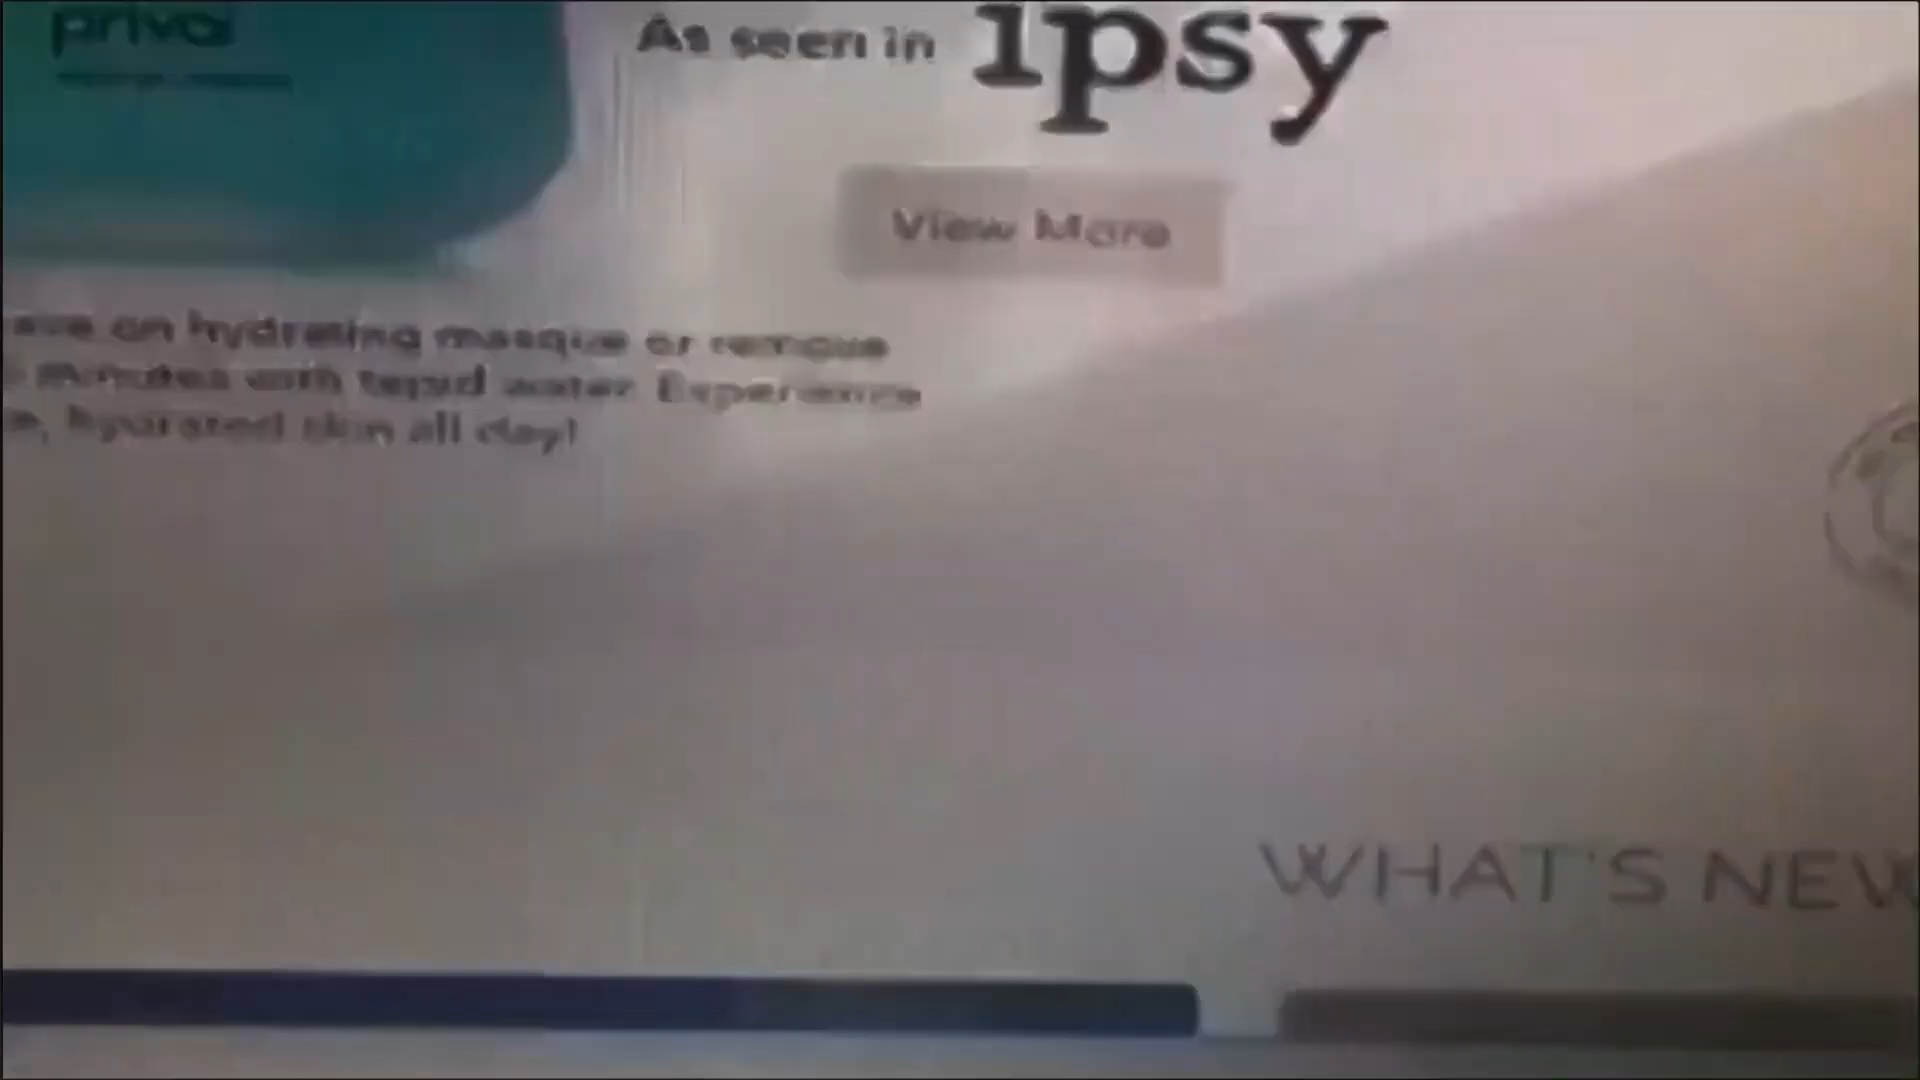 privai
As seen in ipsy
View More
on hydrating masque or remove
minutes with tepid water. Experience
hydrated skin all day!
WHAT'S NEW